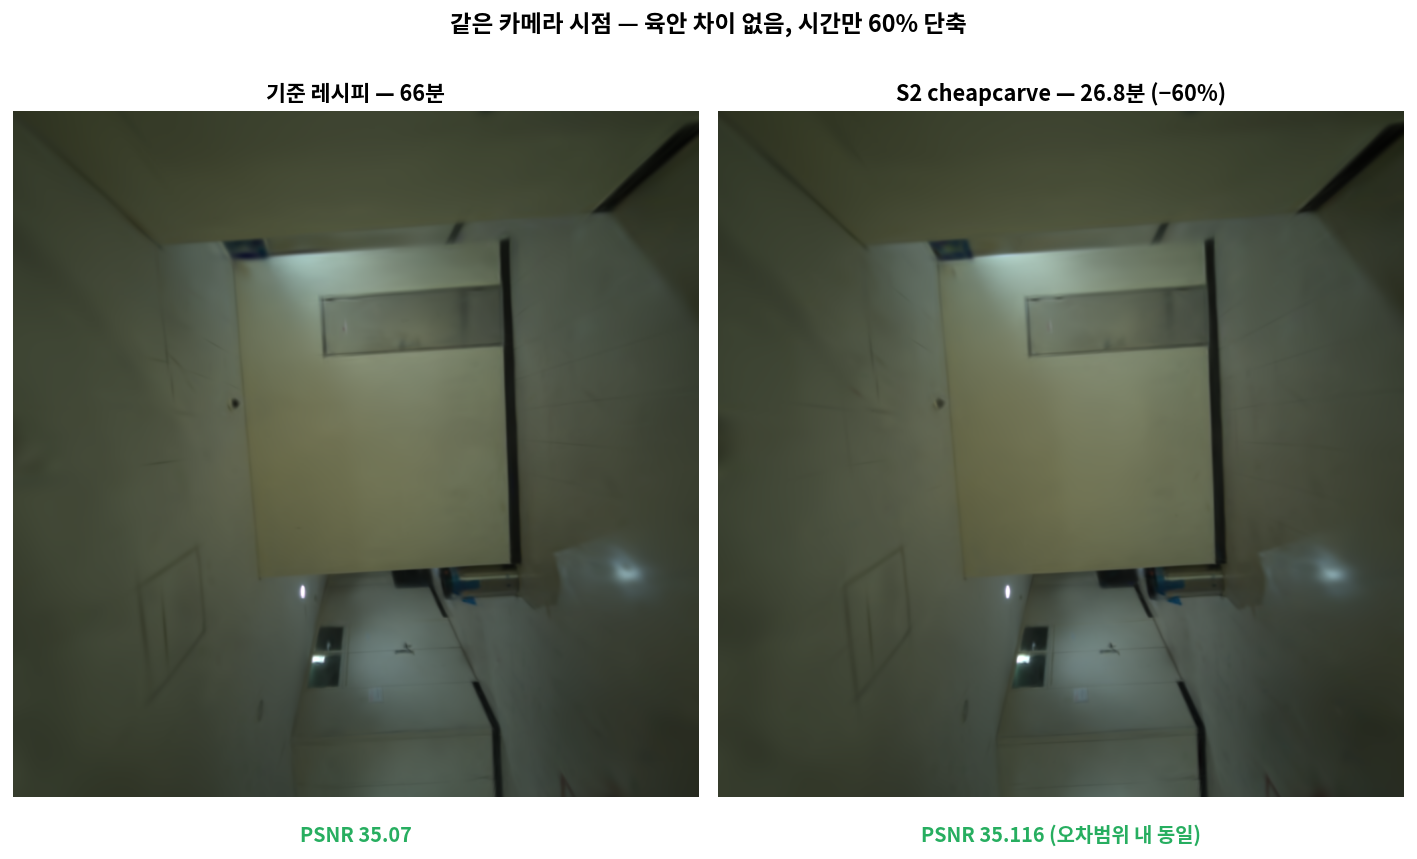 같은 카메라 시점 — 육안 차이 없음, 시간만 60% 단축
기준 레시피 — 66분
S2 cheapcarve — 26.8분 (−60%)
PSNR 35.07
PSNR 35.116 (오차범위 내 동일)